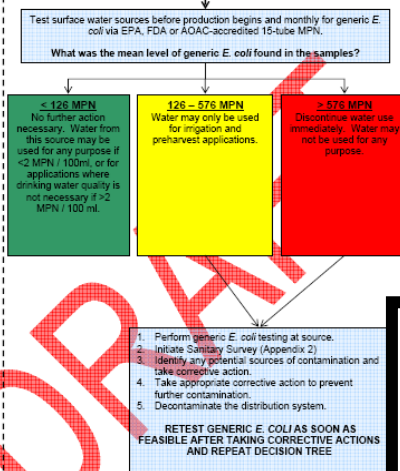 Test surface water sources before production begins and monthly for generic E.
coli via EPA, FDA or AOAC-accredited 15-tube MPN.
What was the mean level of generic E. coli found in the samples?
< 126 MPN
No further action
necessary. Water from
this source may be
used for any purpose if
<2 MPN / 100ml, or for
applications where
drinking water quality is
not necessary if >2
MPN / 100 ml.
126 – 576 MPN
Water may only be used
for irrigation and
preharvest applications.
> 576 MPN
Discontinue water use
immediately. Water may
not be used for any
purpose.
1. Perform generic E. coli testing at source.
2. Initiate Sanitary Survey (Appendix 2)
3. Identify any potential sources of contamination and
take corrective action.
4. Take appropriate corrective action to prevent
further contamination.
5. Decontaminate the distribution system.
RETEST GENERIC E. COLI AS SOON AS
FEASIBLE AFTER TAKING CORRECTIVE ACTIONS
AND REPEAT DECISION TREE
DRAFT